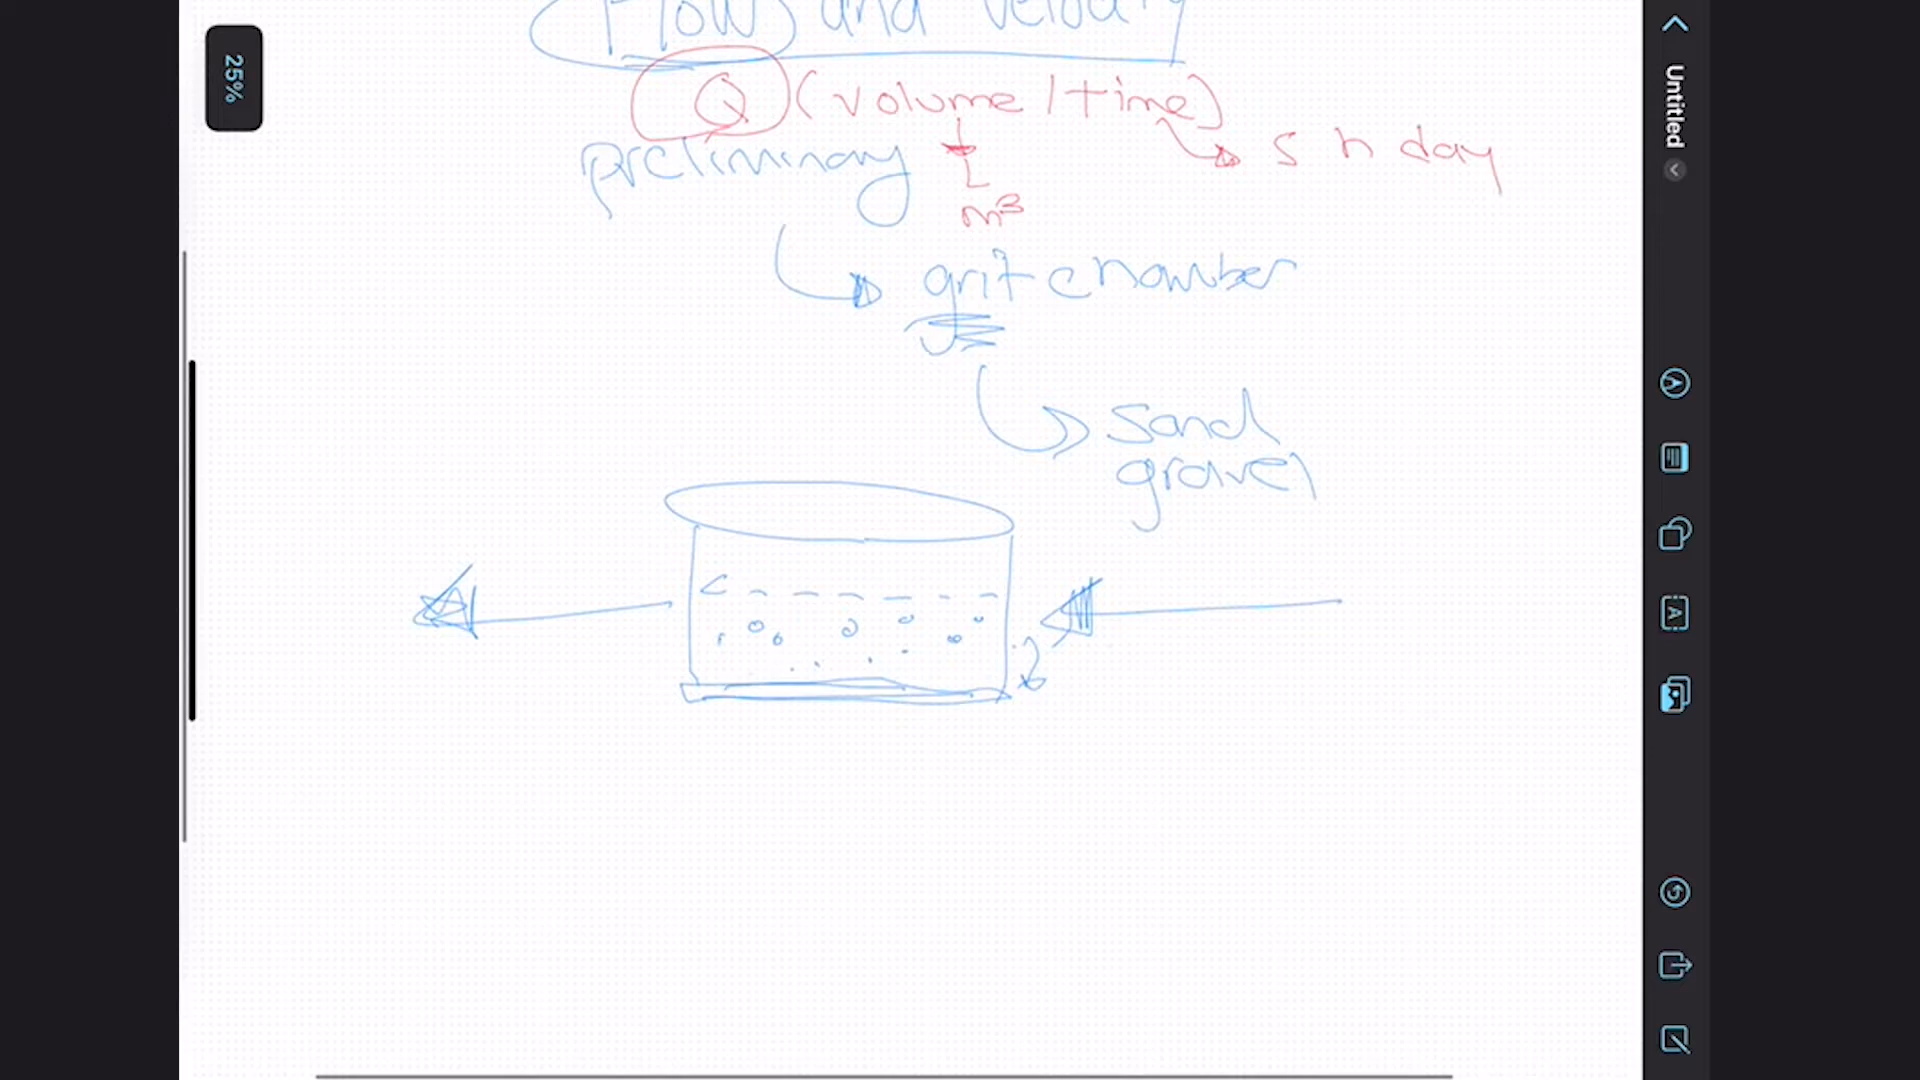 Flow and velocity
Q (volume/time)
s h day
preliminary
L
m³
grit chamber
sand
gravel
25%
Untitled
A